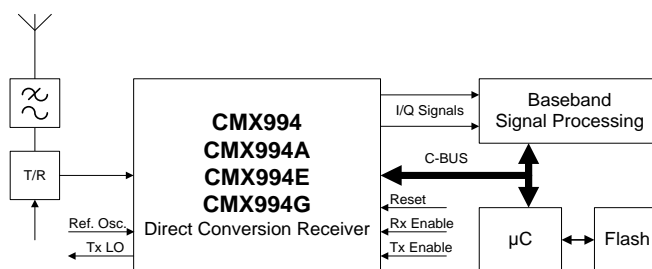 CMX994
CMX994A
CMX994E
CMX994G
Direct Conversion Receiver
T/R
Ref. Osc.
Tx LO
I/Q Signals
C-BUS
Reset
Rx Enable
Tx Enable
Baseband
Signal Processing
µC
Flash